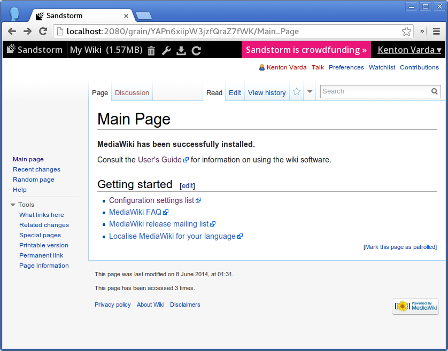 Sandstorm
localhost:2080/grain/YAPn6xiipW3jzfQraZ7fWK/Main_Page
Sandstorm My Wiki (1.57MB) Sandstorm is crowdfunding ▸ Kenton Varda ▾
Kenton Varda Talk Preferences Watchlist Contributions
Page Discussion Read Edit View history Search
Main Page
MediaWiki has been successfully installed.
Consult the User's Guide for information on using the wiki software.
Getting started [edit]
Configuration settings list
MediaWiki FAQ
MediaWiki release mailing list
Localise MediaWiki for your language
[Mark this page as patrolled]
Main page
Recent changes
Random page
Help
Tools
What links here
Related changes
Special pages
Printable version
Permanent link
Page information
This page was last modified on 8 June 2014, at 01:31.
This page has been accessed 3 times.
Privacy policy About Wiki Disclaimers
Powered By
MediaWiki